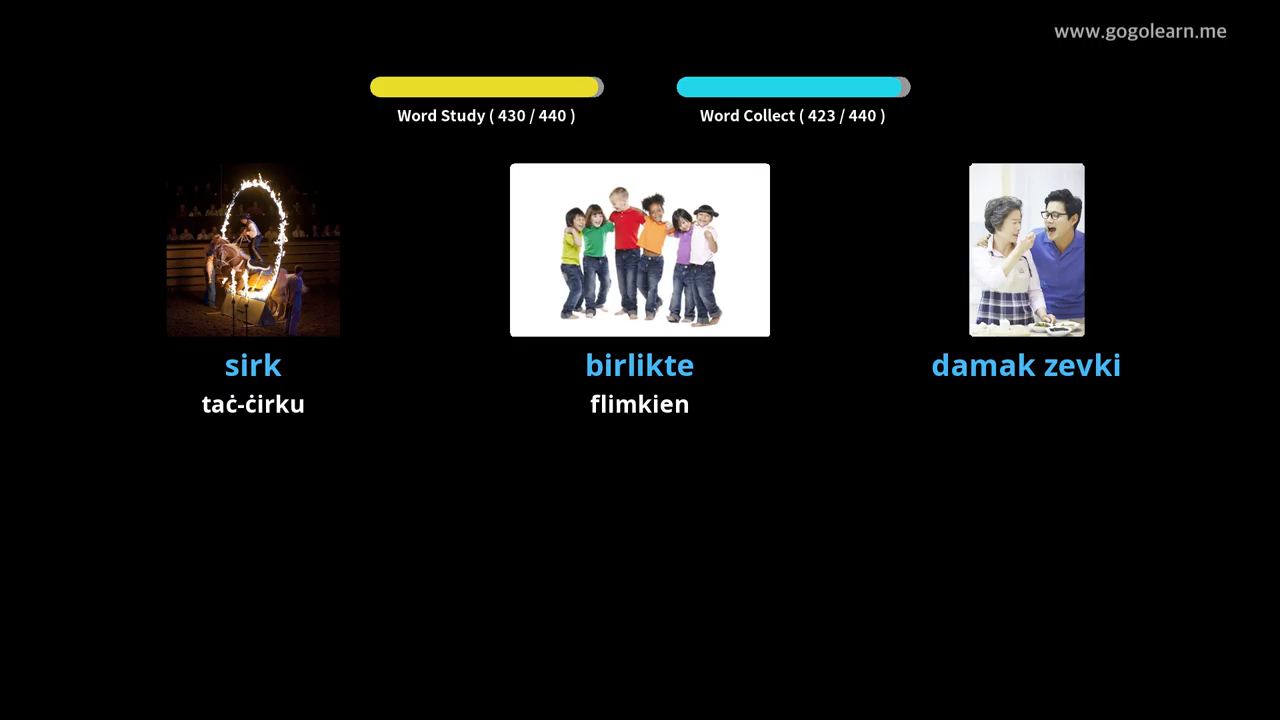 www.gogolearn.me
Word Study ( 430 / 440 )
Word Collect ( 423 / 440 )
sirk
birlikte
damak zevki
taċ-ċirku
flimkien